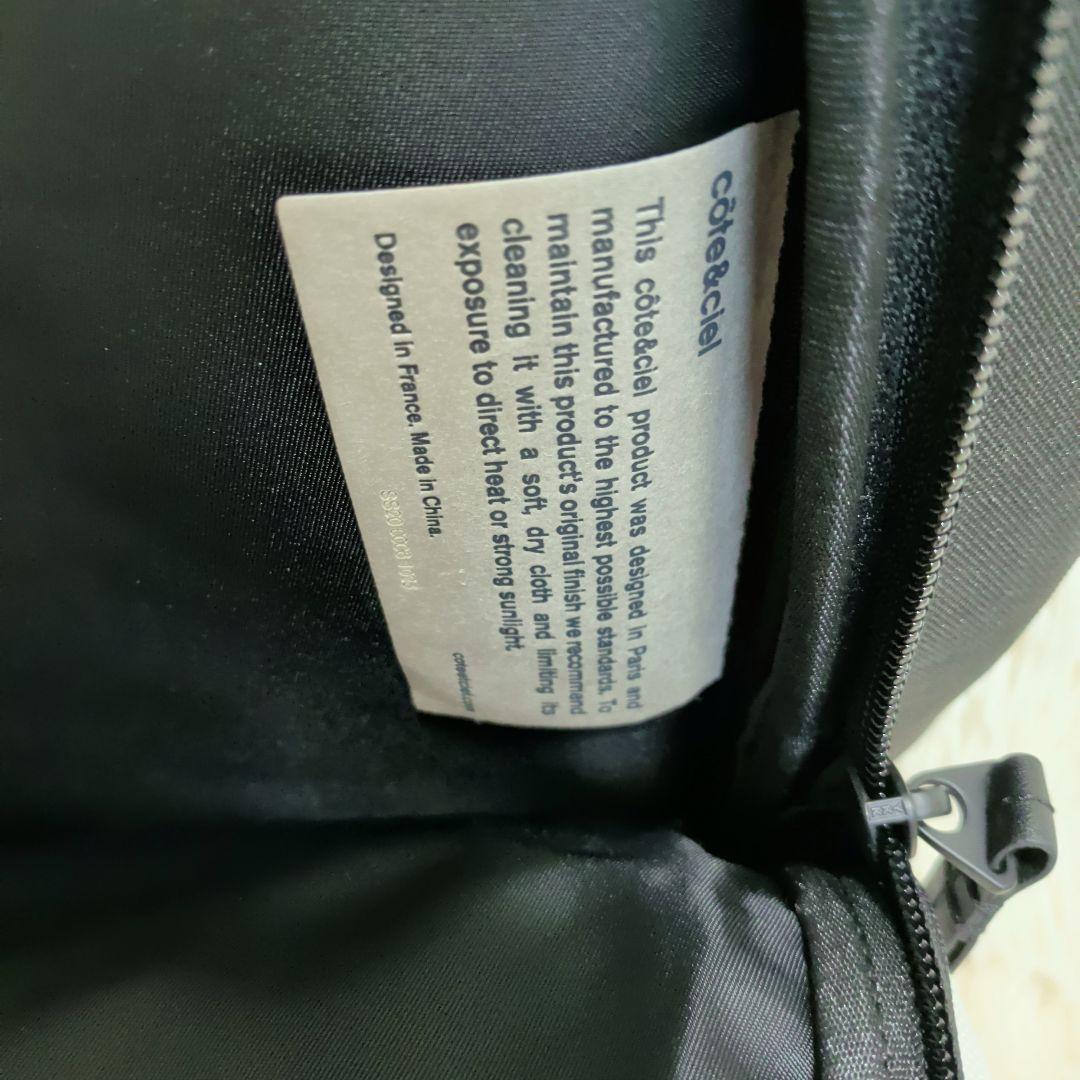 côte&ciel
This côte&ciel product was designed in Paris and
manufactured to the highest possible standards. To
maintain this product's original finish we recommend
cleaning it with a soft, dry cloth and limiting its
exposure to direct heat or strong sunlight
Designed in France. Made in China.
coteetciel.com